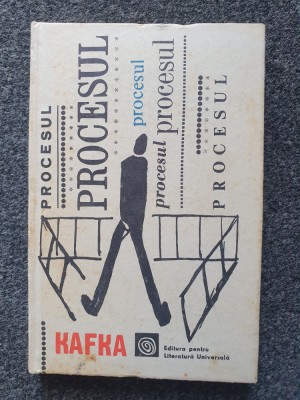 PROCESUL
PROCESUL
procesul
procesul
procesul
PROCESUL
KAFKA
Editura pentru
Literatură Universală